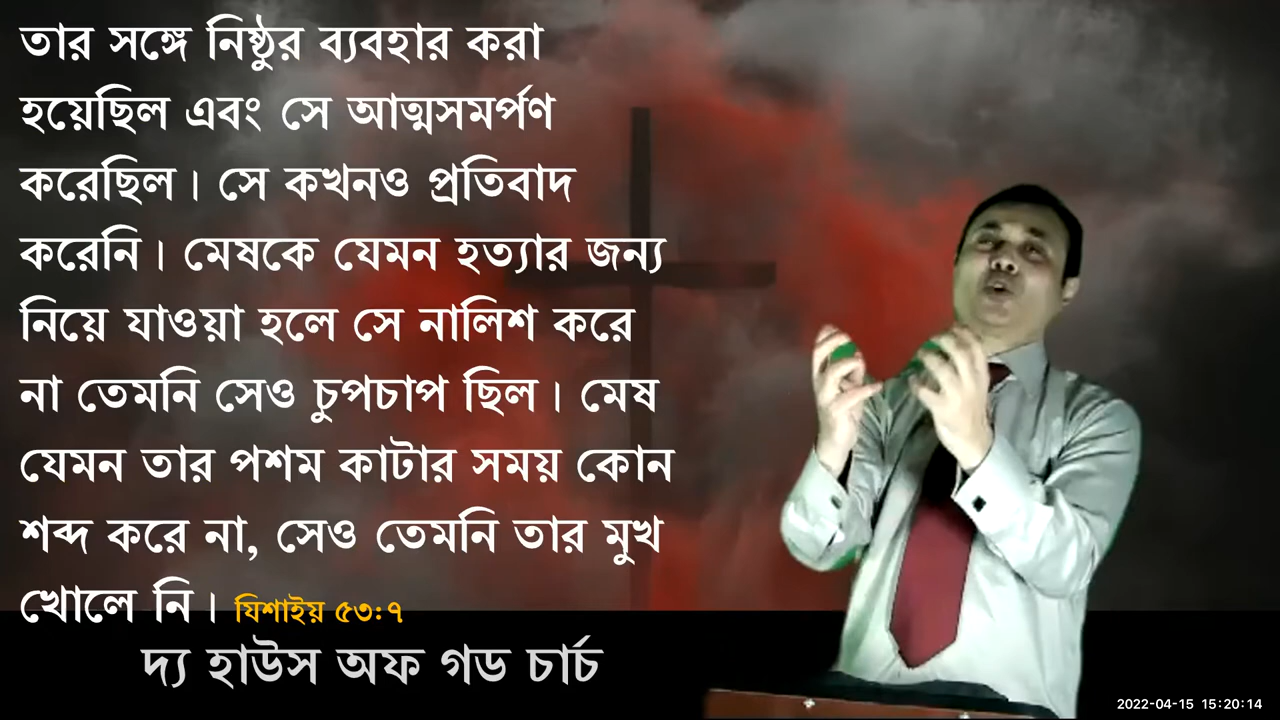 তার সঙ্গে নিষ্ঠুর ব্যবহার করা
হয়েছিল এবং সে আত্মসমর্পণ
করেছিল। সে কখনও প্রতিবাদ
করেনি। মেষকে যেমন হত্যার জন্য
নিয়ে যাওয়া হলে সে নালিশ করে
না তেমনি সেও চুপচাপ ছিল। মেষ
যেমন তার পশম কাটার সময় কোন
শব্দ করে না, সেও তেমনি তার মুখ
খোলে নি। যিশাইয় ৫৩:৭
দ্য হাউস অফ গড চার্চ
2022-04-15 15:20:14